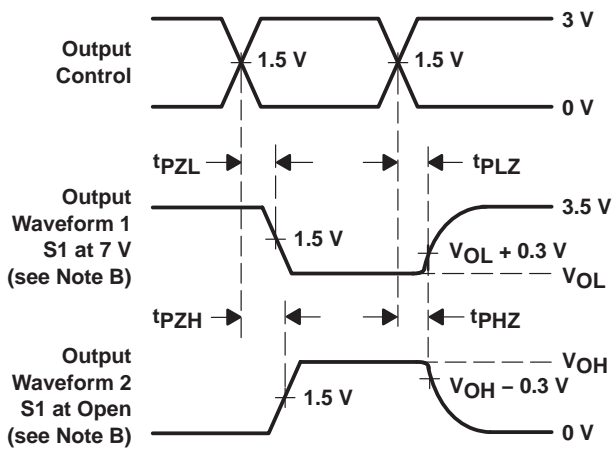 3 V
Output
Control
1.5 V
1.5 V
0 V
tPZL
tPLZ
Output
Waveform 1
S1 at 7 V
(see Note B)
3.5 V
1.5 V
VOL + 0.3 V
VOL
tPZH
tPHZ
Output
Waveform 2
S1 at Open
(see Note B)
VOH
VOH – 0.3 V
1.5 V
0 V